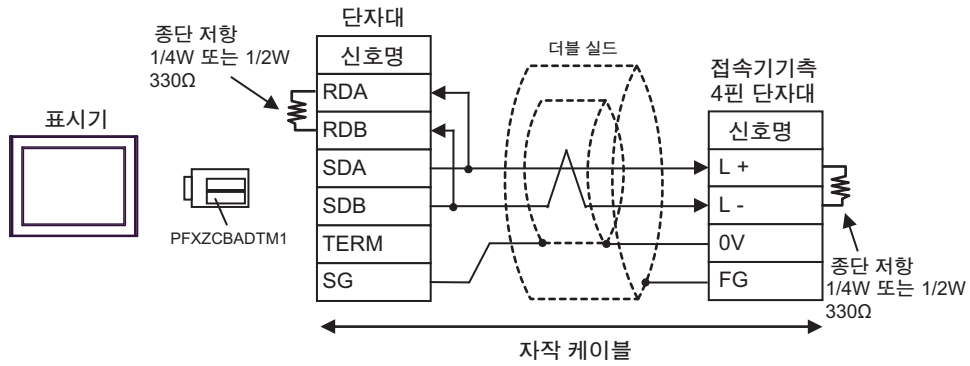 표시기
PFXZCBADTM1
종단 저항
1/4W 또는 1/2W
330Ω
단자대
신호명
RDA
RDB
SDA
SDB
TERM
SG
더블 실드
접속기기측
4핀 단자대
신호명
L +
L -
0V
FG
종단 저항
1/4W 또는 1/2W
330Ω
자작 케이블